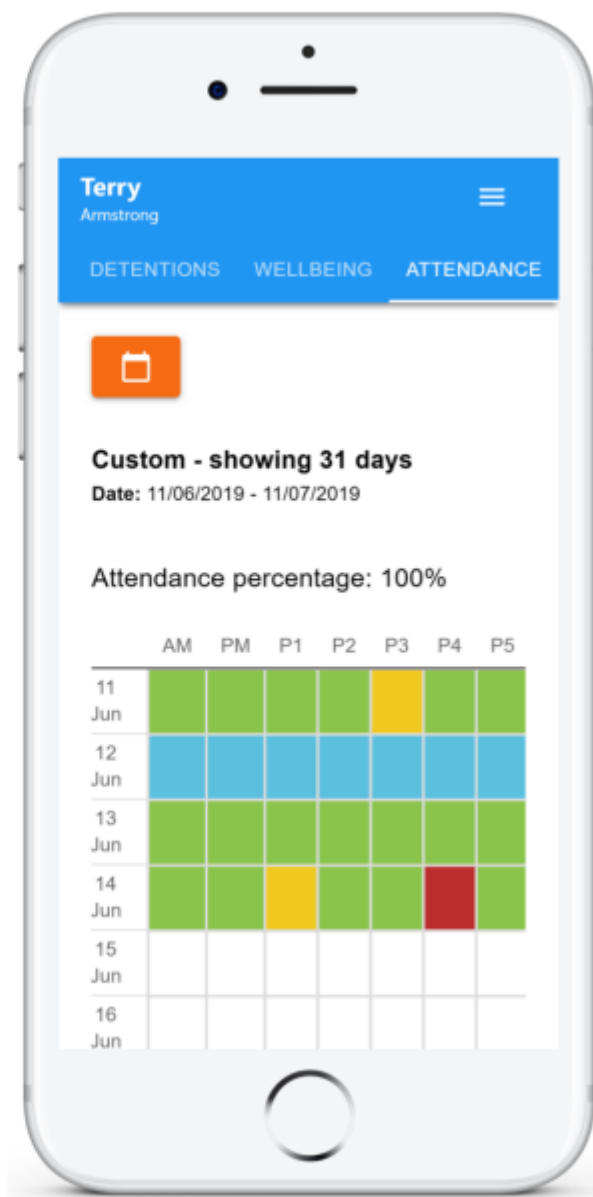 Terry
Armstrong
DETENTIONS WELLBEING ATTENDANCE
Custom - showing 31 days
Date: 11/06/2019 - 11/07/2019
Attendance percentage: 100%
AM PM P1 P2 P3 P4 P5
11
Jun
12
Jun
13
Jun
14
Jun
15
Jun
16
Jun